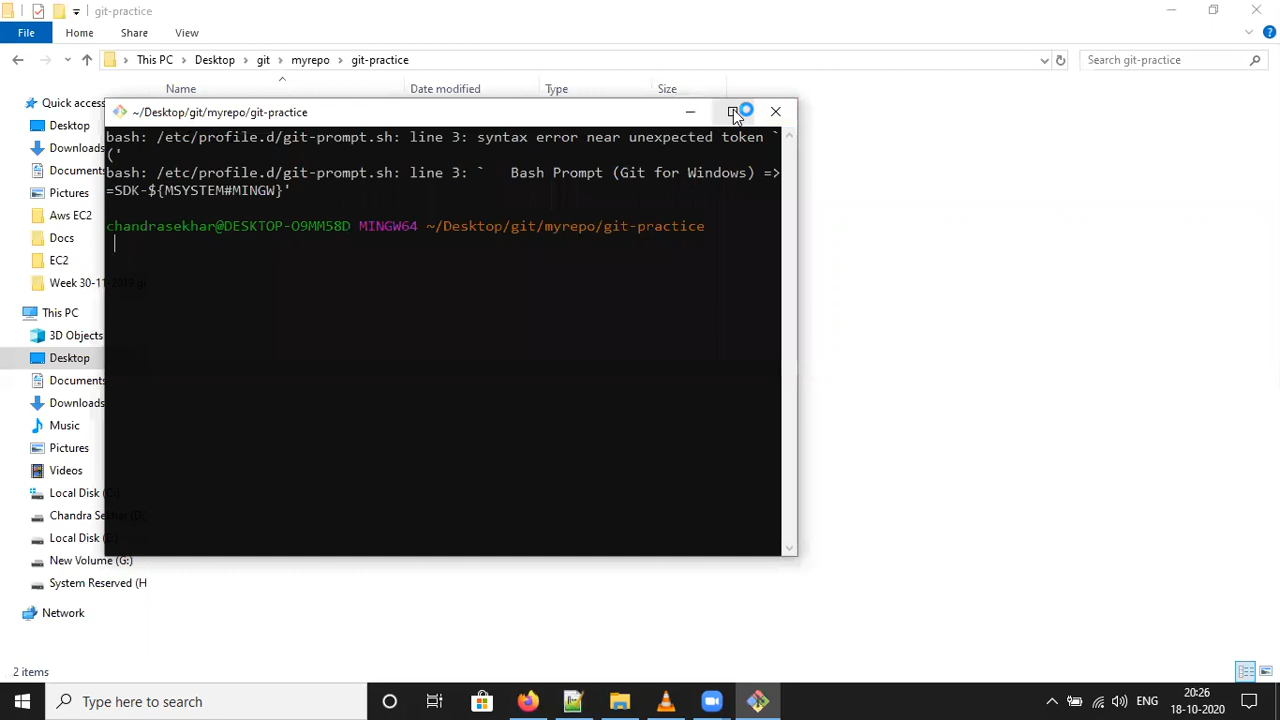 git-practice
File
Home
Share
View
This PC
Desktop
git
myrepo
git-practice
Search git-practice
Name
Date modified
Type
Size
Quick access
Desktop
Downloads
Documents
Pictures
Aws EC2
Docs
EC2
Week 30-11-2019 gi
This PC
3D Objects
Desktop
Documents
Downloads
Music
Pictures
Videos
Local Disk (C:)
Chandra Sekhar (D:)
Local Disk (E:)
New Volume (G:)
System Reserved (H
Network
2 items
~/Desktop/git/myrepo/git-practice
bash: /etc/profile.d/git-prompt.sh: line 3: syntax error near unexpected token `
('
bash: /etc/profile.d/git-prompt.sh: line 3: `   Bash Prompt (Git for Windows) =>
=SDK-${MSYSTEM#MINGW}'
chandrasekhar@DESKTOP-O9MM58D MINGW64 ~/Desktop/git/myrepo/git-practice
Type here to search
ENG
20:26
18-10-2020